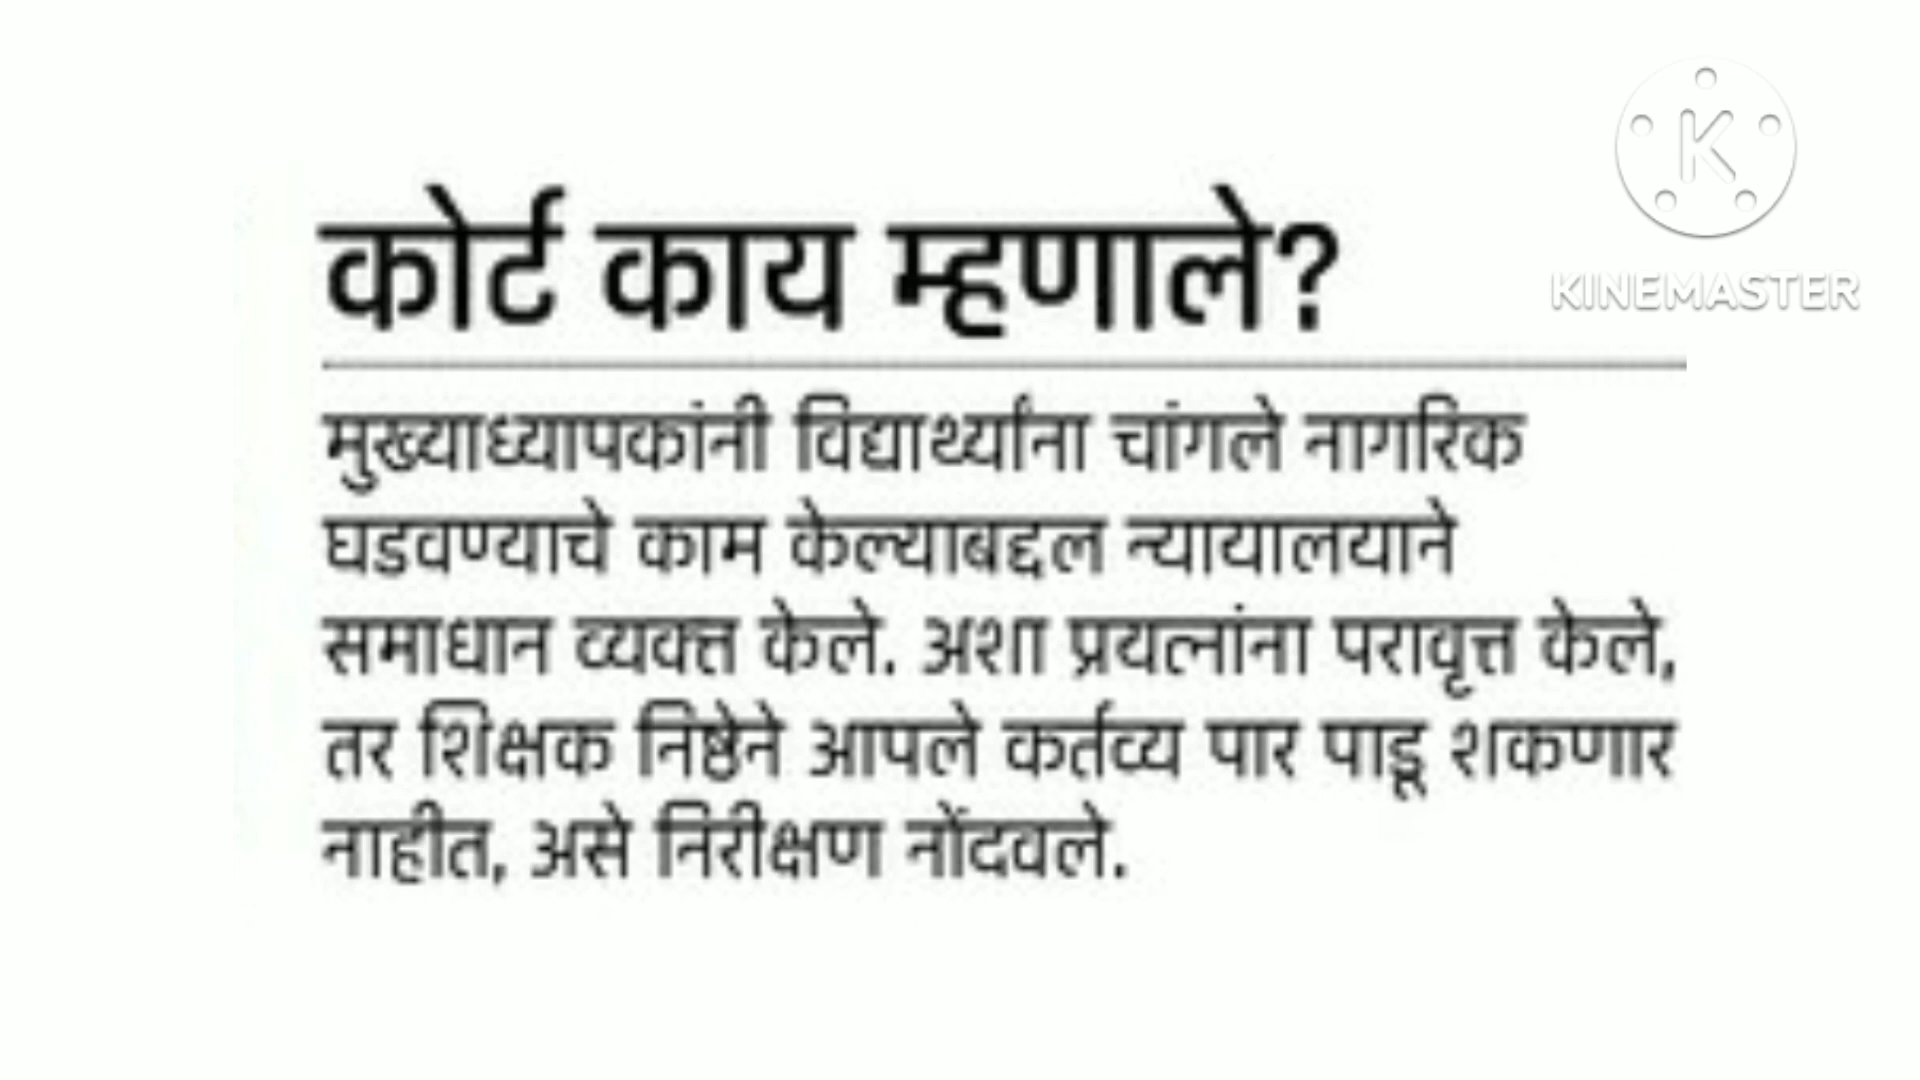 कोर्ट काय म्हणाले?
KINEMASTER
मुख्याध्यापकांनी विद्यार्थ्यांना चांगले नागरिक
घडवण्याचे काम केल्याबद्दल न्यायालयाने
समाधान व्यक्त केले. अशा प्रयत्नांना परावृत्त केले,
तर शिक्षक निष्ठेने आपले कर्तव्य पार पाडू शकणार
नाहीत, असे निरीक्षण नोंदवले.